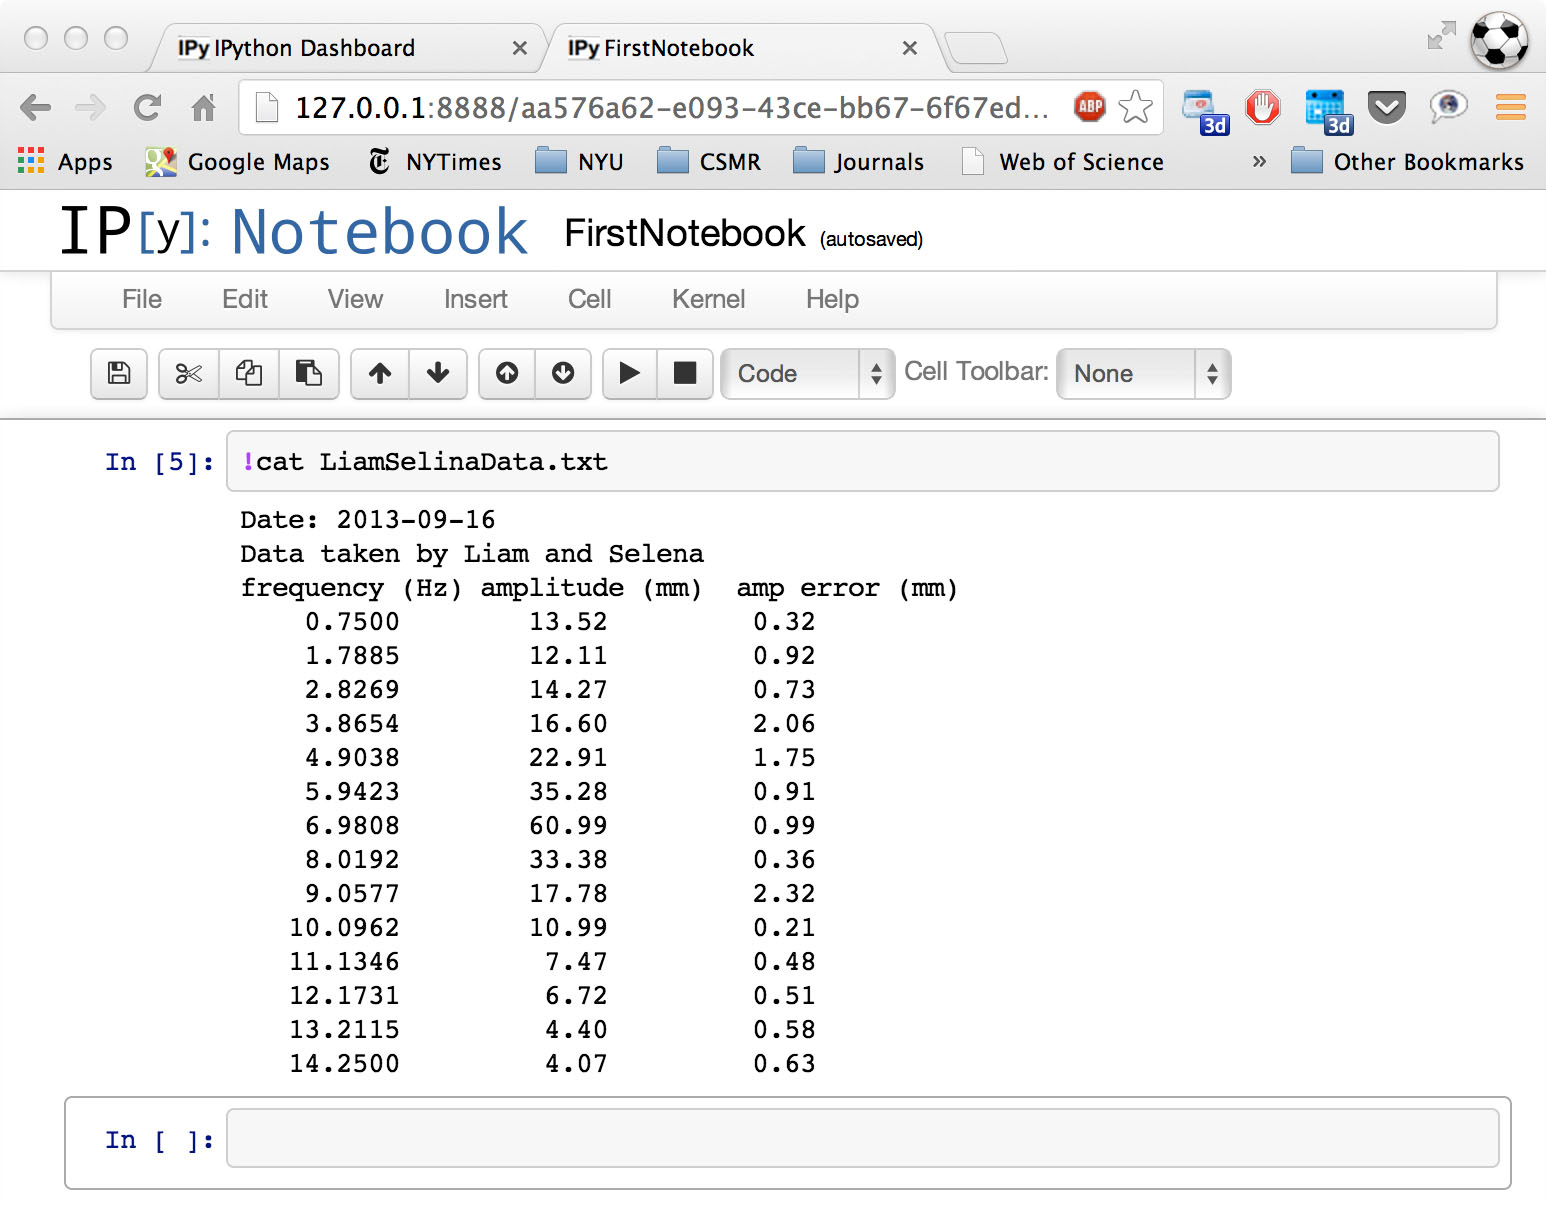 IPy IPython Dashboard
IPy FirstNotebook
127.0.0.1:8888/aa576a62-e093-43ce-bb67-6f67ed...
ABP
3d
3d
Apps Google Maps NYTimes NYU CSMR Journals Web of Science » Other Bookmarks
IP[y]: Notebook FirstNotebook (autosaved)
File Edit View Insert Cell Kernel Help
Code Cell Toolbar: None
In [5]: !cat LiamSelinaData.txt
Date: 2013-09-16
Data taken by Liam and Selena
frequency (Hz) amplitude (mm)  amp error (mm)
0.7500 13.52 0.32
1.7885 12.11 0.92
2.8269 14.27 0.73
3.8654 16.60 2.06
4.9038 22.91 1.75
5.9423 35.28 0.91
6.9808 60.99 0.99
8.0192 33.38 0.36
9.0577 17.78 2.32
10.0962 10.99 0.21
11.1346 7.47 0.48
12.1731 6.72 0.51
13.2115 4.40 0.58
14.2500 4.07 0.63
In [ ]: